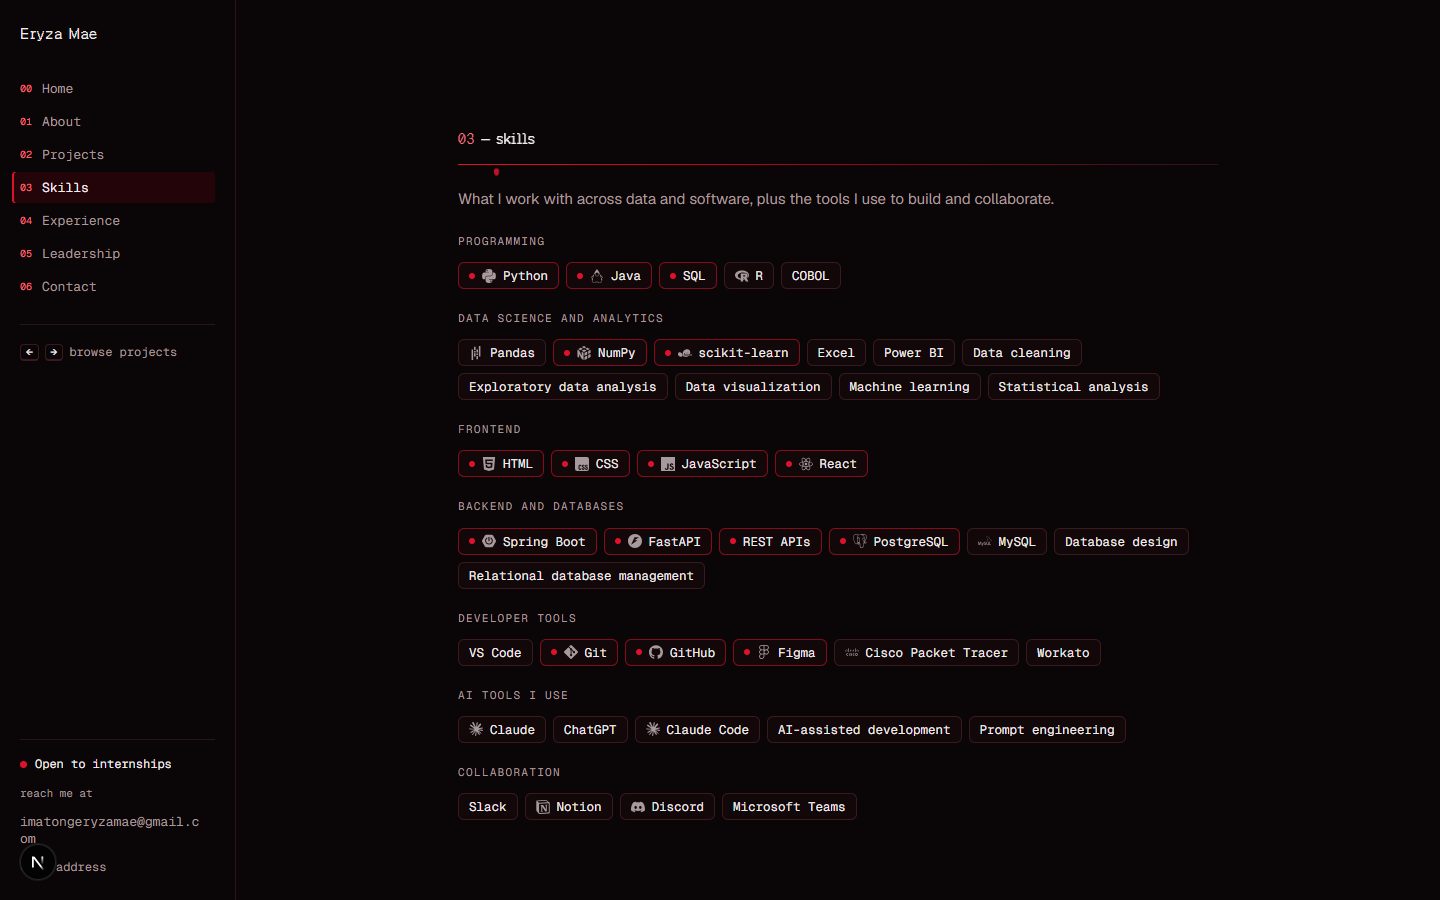 Eryza Mae
00 Home
01 About
02 Projects
03 Skills
04 Experience
05 Leadership
06 Contact
← → browse projects
Open to internships
reach me at
imatongeryzamae@gmail.c
om
N address
03 — skills
What I work with across data and software, plus the tools I use to build and collaborate.
PROGRAMMING
Python Java SQL R COBOL
DATA SCIENCE AND ANALYTICS
Pandas NumPy scikit-learn Excel Power BI Data cleaning
Exploratory data analysis Data visualization Machine learning Statistical analysis
FRONTEND
HTML CSS JavaScript React
BACKEND AND DATABASES
Spring Boot FastAPI REST APIs PostgreSQL MySQL Database design
Relational database management
DEVELOPER TOOLS
VS Code Git GitHub Figma Cisco Packet Tracer Workato
AI TOOLS I USE
Claude ChatGPT Claude Code AI-assisted development Prompt engineering
COLLABORATION
Slack Notion Discord Microsoft Teams